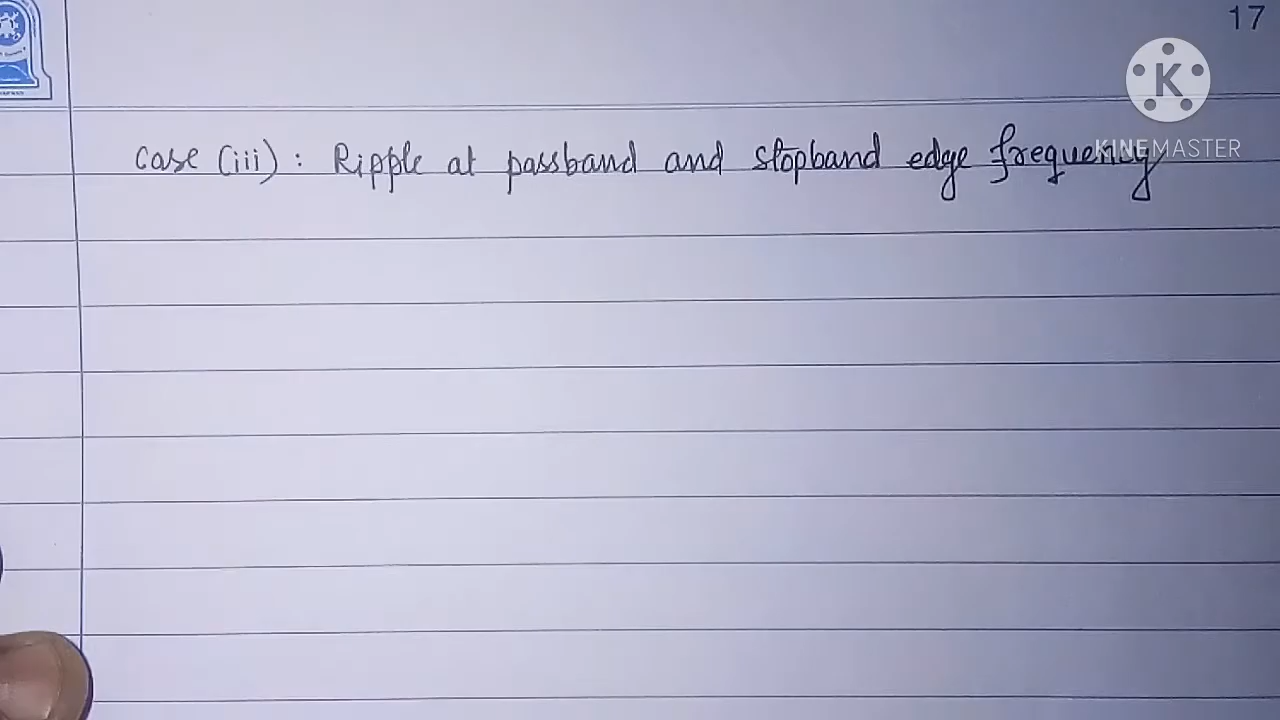 17
K
KINEMASTER
case (iii) : Ripple at passband and stopband edge frequency